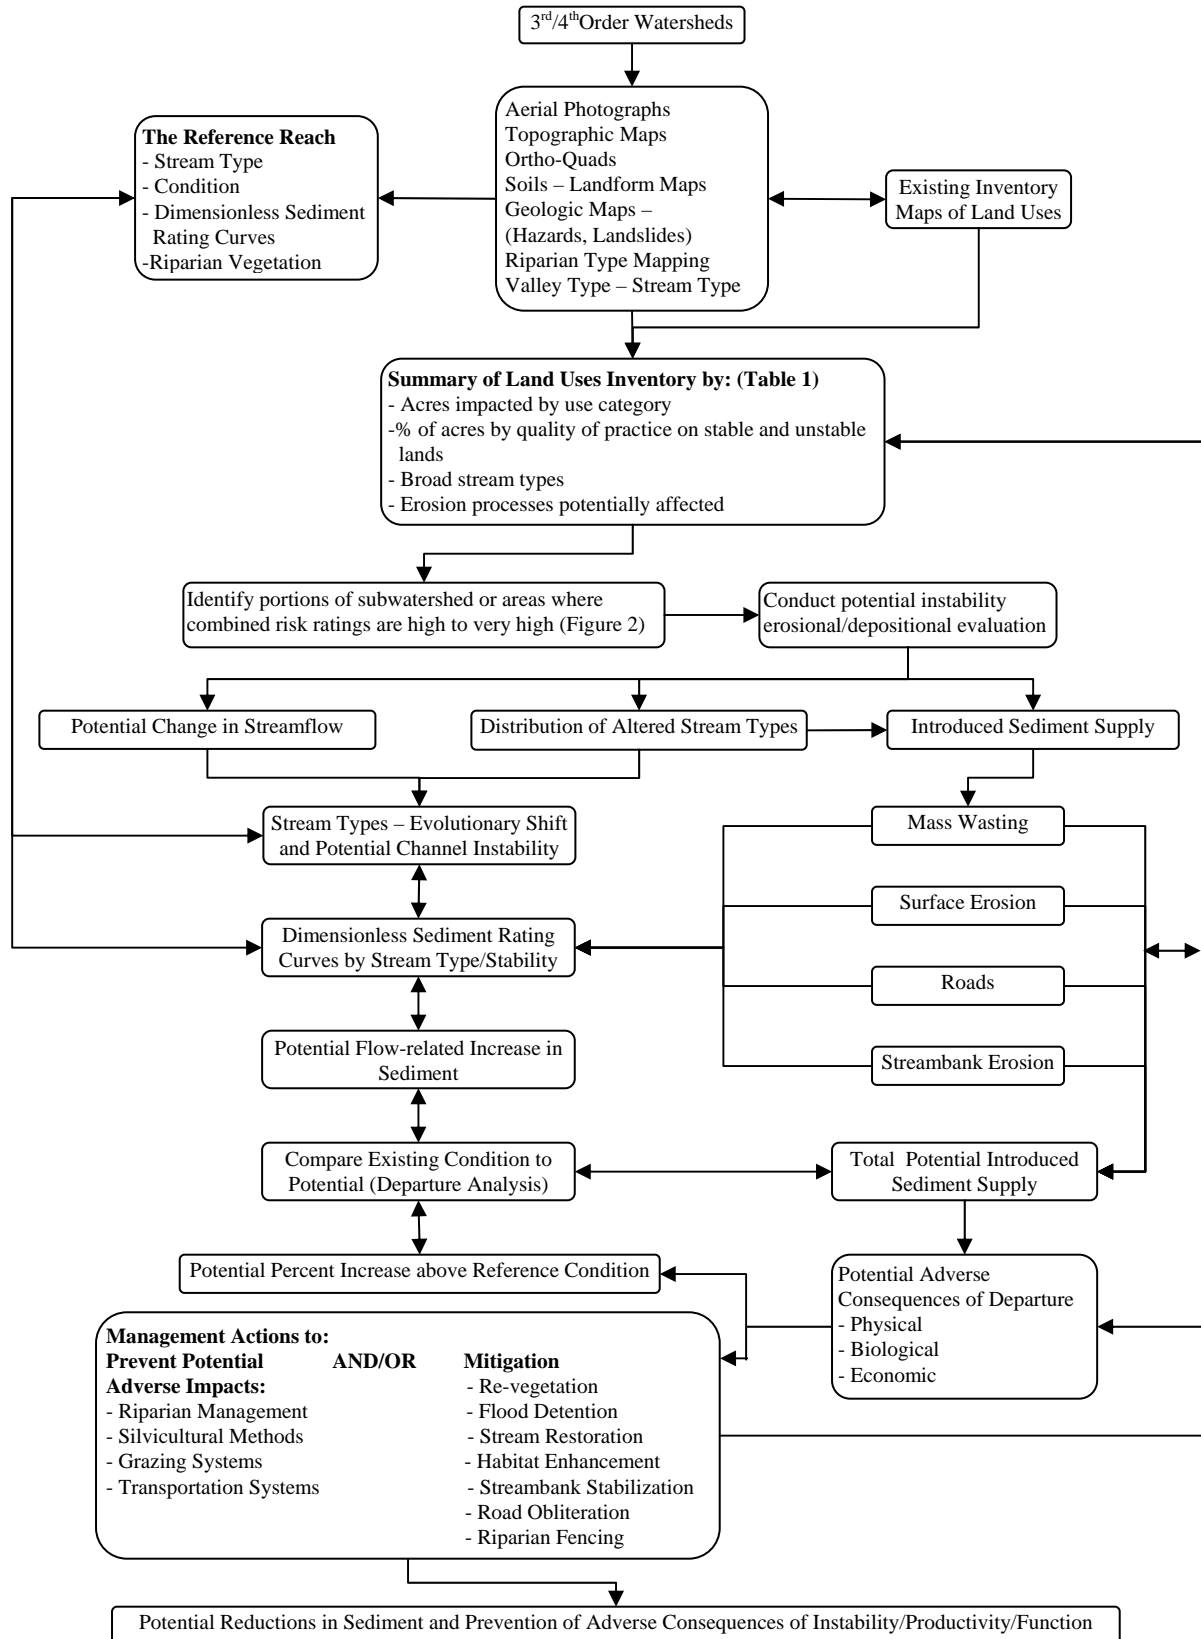 3rd/4thOrder Watersheds
Aerial Photographs
Topographic Maps
Ortho-Quads
Soils – Landform Maps
Geologic Maps –
(Hazards, Landslides)
Riparian Type Mapping
Valley Type – Stream Type
The Reference Reach
- Stream Type
- Condition
- Dimensionless Sediment
Rating Curves
-Riparian Vegetation
Existing Inventory
Maps of Land Uses
Summary of Land Uses Inventory by: (Table 1)
- Acres impacted by use category
-% of acres by quality of practice on stable and unstable
lands
- Broad stream types
- Erosion processes potentially affected
Identify portions of subwatershed or areas where
combined risk ratings are high to very high (Figure 2)
Conduct potential instability
erosional/depositional evaluation
Potential Change in Streamflow
Distribution of Altered Stream Types
Introduced Sediment Supply
Stream Types – Evolutionary Shift
and Potential Channel Instability
Mass Wasting
Surface Erosion
Roads
Streambank Erosion
Dimensionless Sediment Rating
Curves by Stream Type/Stability
Potential Flow-related Increase in
Sediment
Compare Existing Condition to
Potential (Departure Analysis)
Total Potential Introduced
Sediment Supply
Potential Percent Increase above Reference Condition
Potential Adverse
Consequences of Departure
- Physical
- Biological
- Economic
Management Actions to:
Prevent Potential AND/OR Mitigation
Adverse Impacts:
- Riparian Management
- Silvicultural Methods
- Grazing Systems
- Transportation Systems
- Re-vegetation
- Flood Detention
- Stream Restoration
- Habitat Enhancement
- Streambank Stabilization
- Road Obliteration
- Riparian Fencing
Potential Reductions in Sediment and Prevention of Adverse Consequences of Instability/Productivity/Function